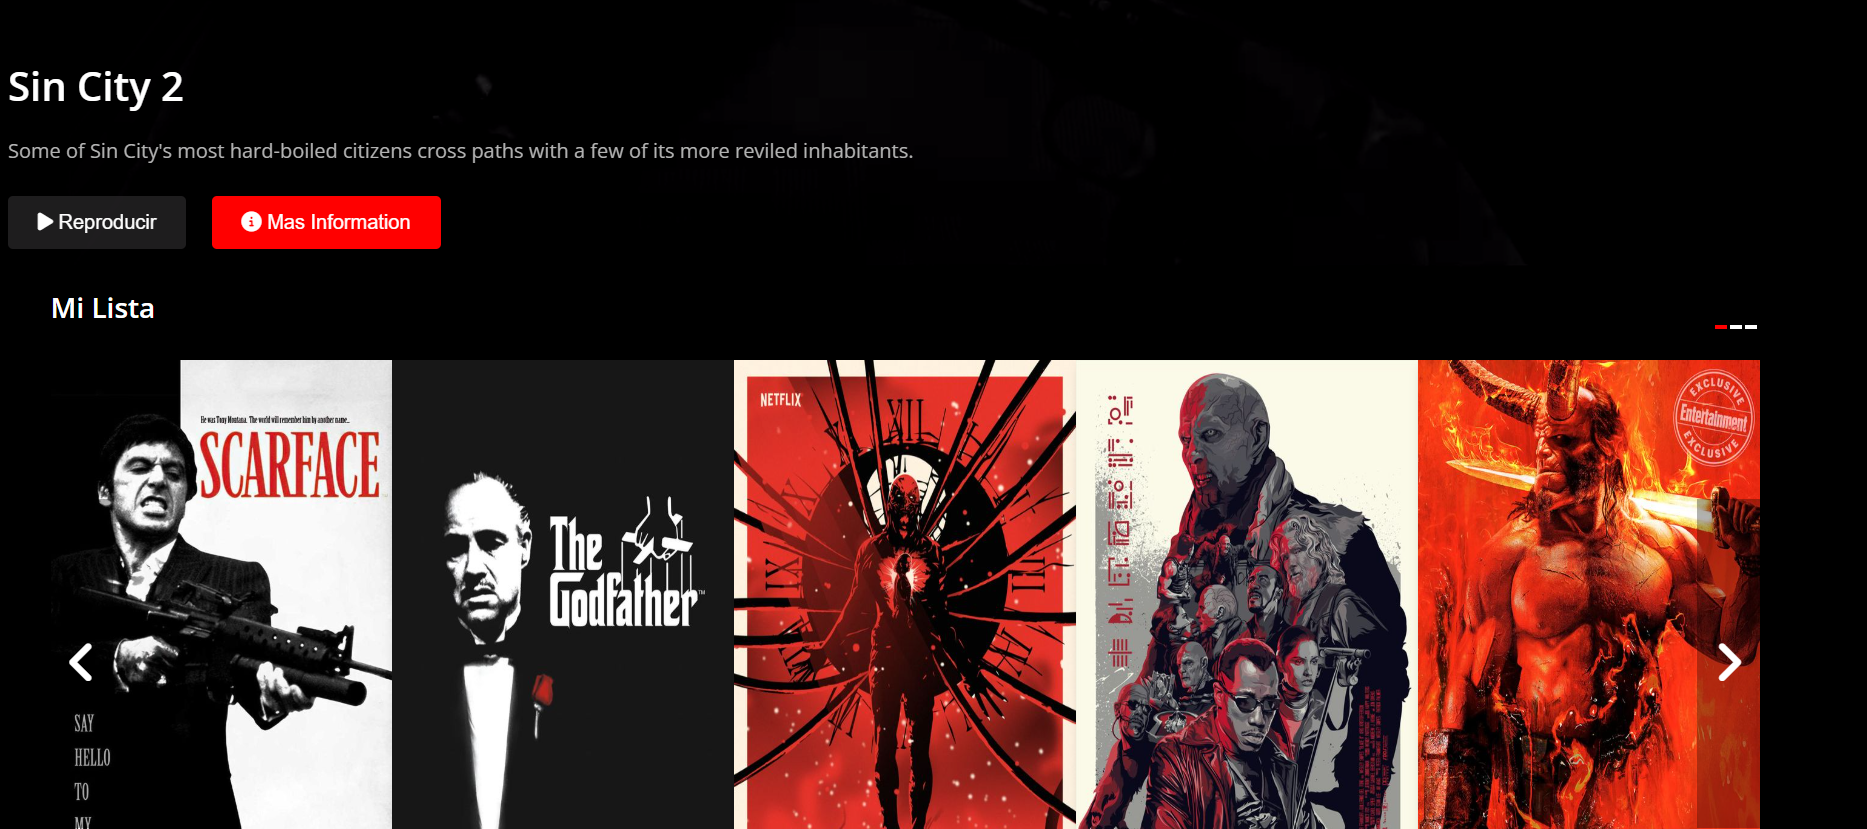 Sin City 2
Some of Sin City's most hard-boiled citizens cross paths with a few of its more reviled inhabitants.
Reproducir
Mas Information
Mi Lista
He was Tony Montana. The world will remember him by another name...
SCARFACE
SAY
HELLO
TO
MY
The
Godfather
TM
NETFLIX
XII
III
IX
EXCLUSIVE
Entertainment
EXCLUSIVE